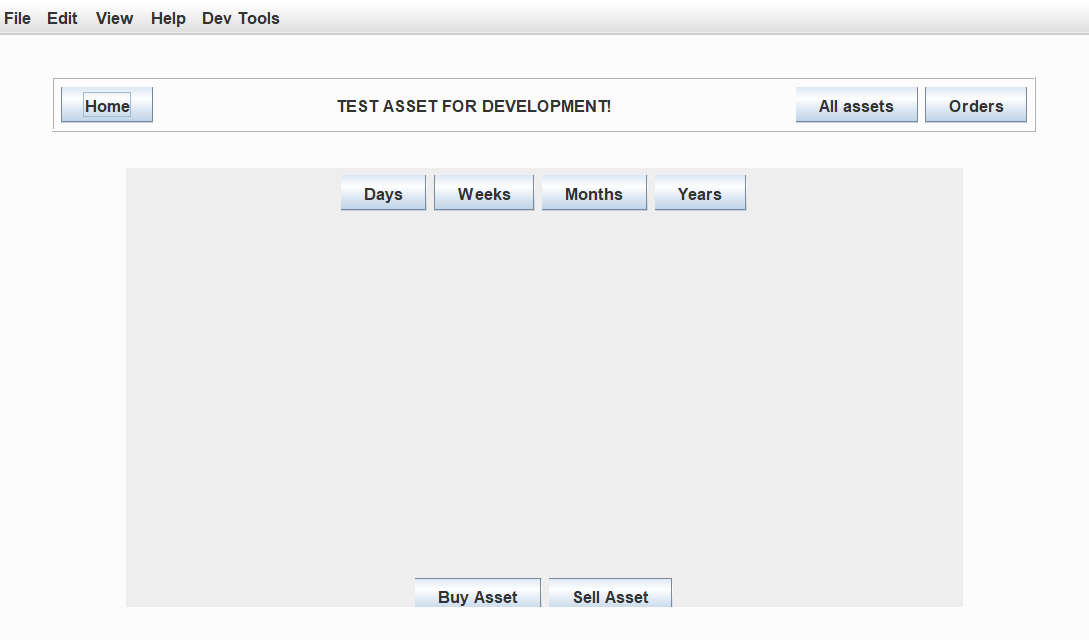 File Edit View Help Dev Tools
Home TEST ASSET FOR DEVELOPMENT! All assets Orders
Days Weeks Months Years
Buy Asset Sell Asset